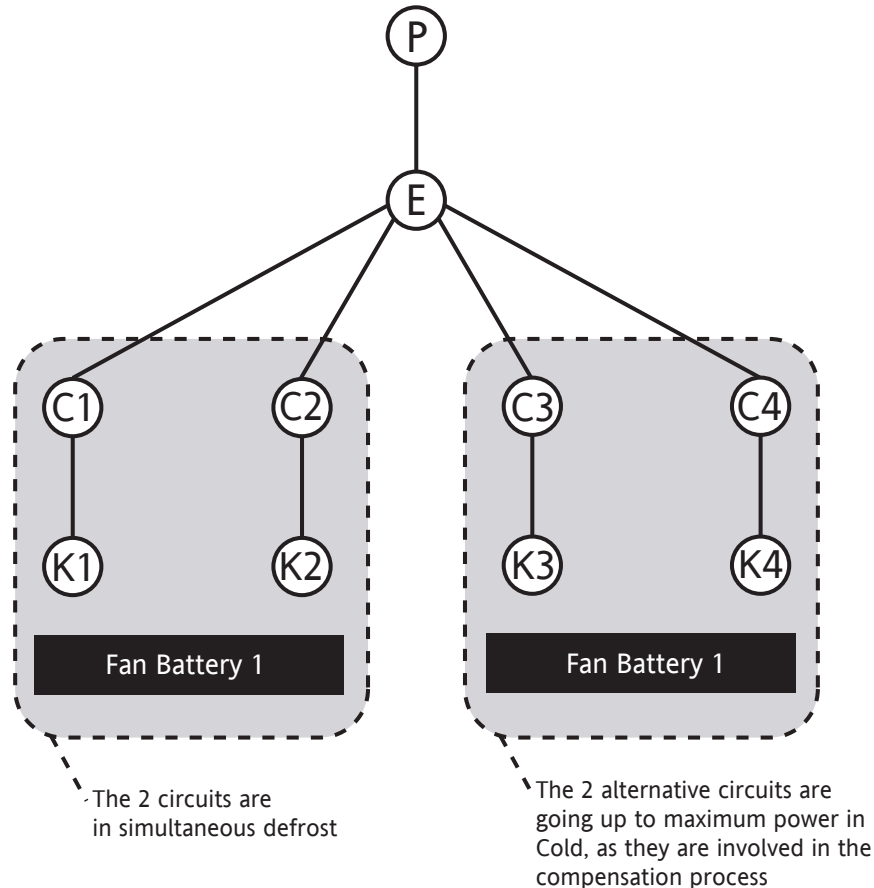 P
E
C1
C2
C3
C4
K1
K2
K3
K4
Fan Battery 1
Fan Battery 1
The 2 circuits are
in simultaneous defrost
The 2 alternative circuits are
going up to maximum power in
Cold, as they are involved in the
compensation process